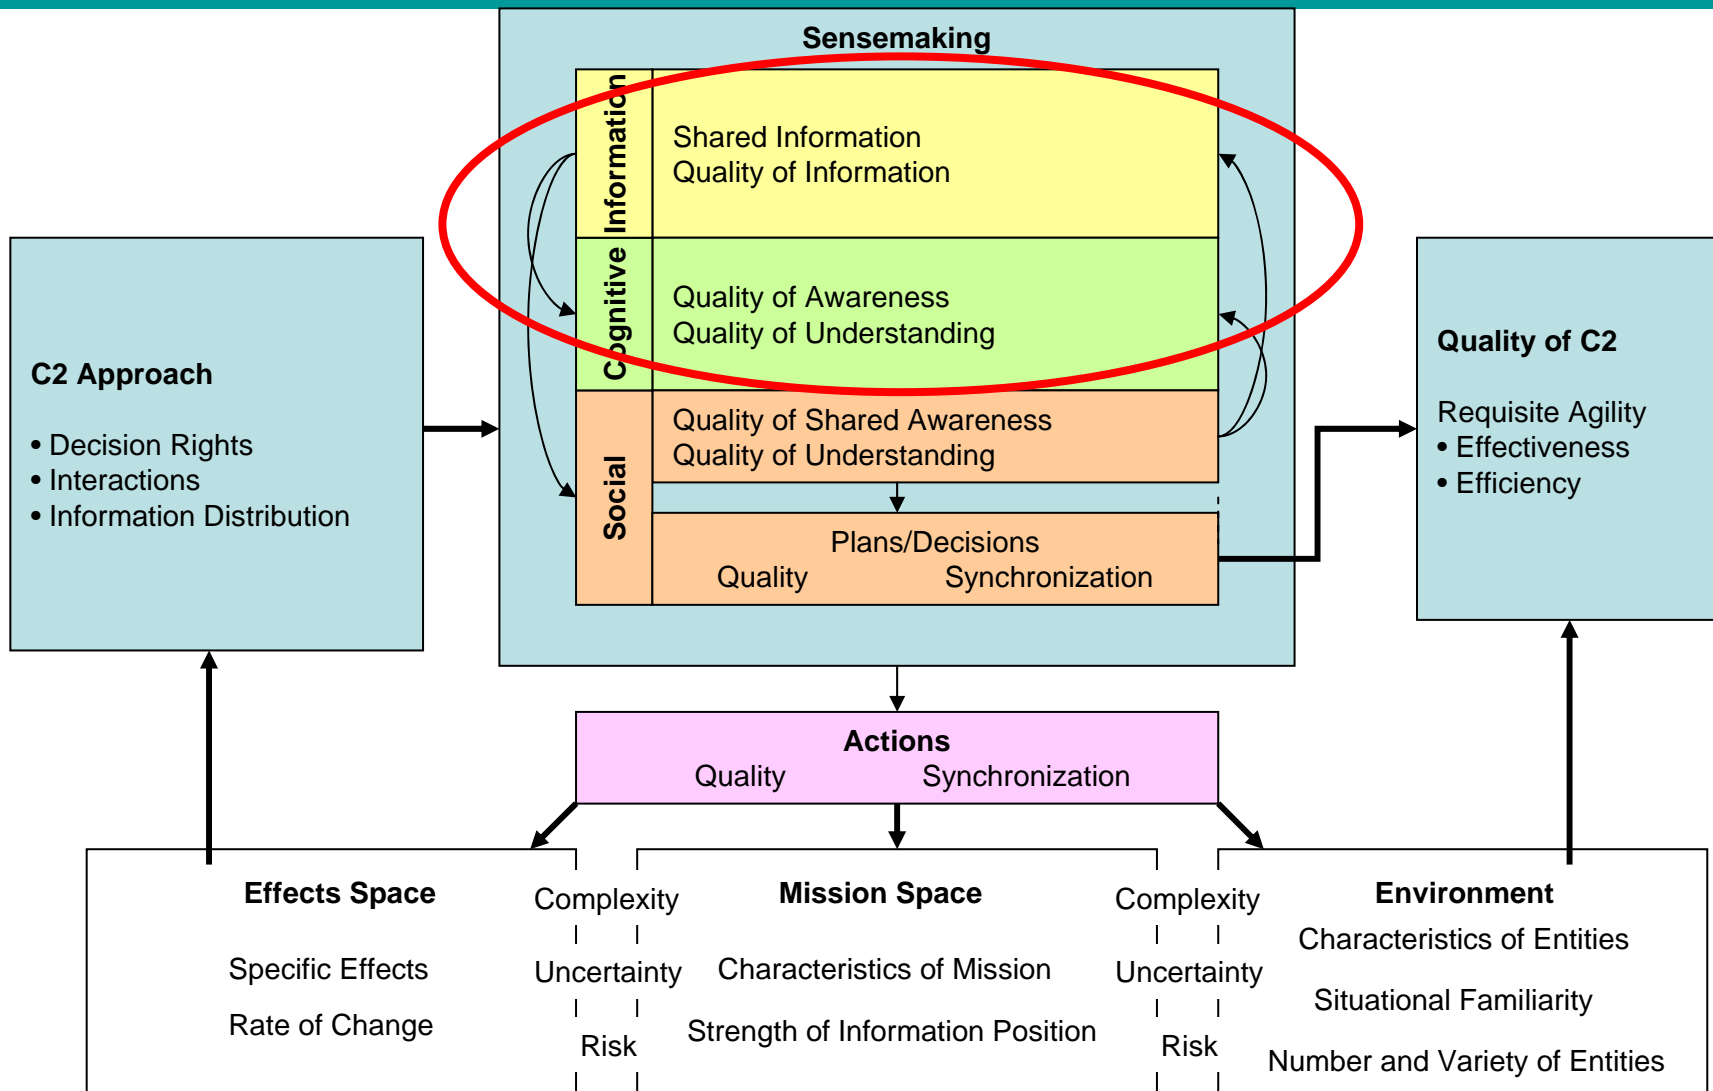 Sensemaking
Information
Shared Information
Quality of Information
Cognitive
Quality of Awareness
Quality of Understanding
Social
Quality of Shared Awareness
Quality of Understanding
Plans/Decisions
Quality Synchronization
C2 Approach
• Decision Rights
• Interactions
• Information Distribution
Quality of C2
Requisite Agility
• Effectiveness
• Efficiency
Actions
Quality Synchronization
Effects Space
Specific Effects
Rate of Change
Complexity
Uncertainty
Risk
Mission Space
Characteristics of Mission
Strength of Information Position
Complexity
Uncertainty
Risk
Environment
Characteristics of Entities
Situational Familiarity
Number and Variety of Entities